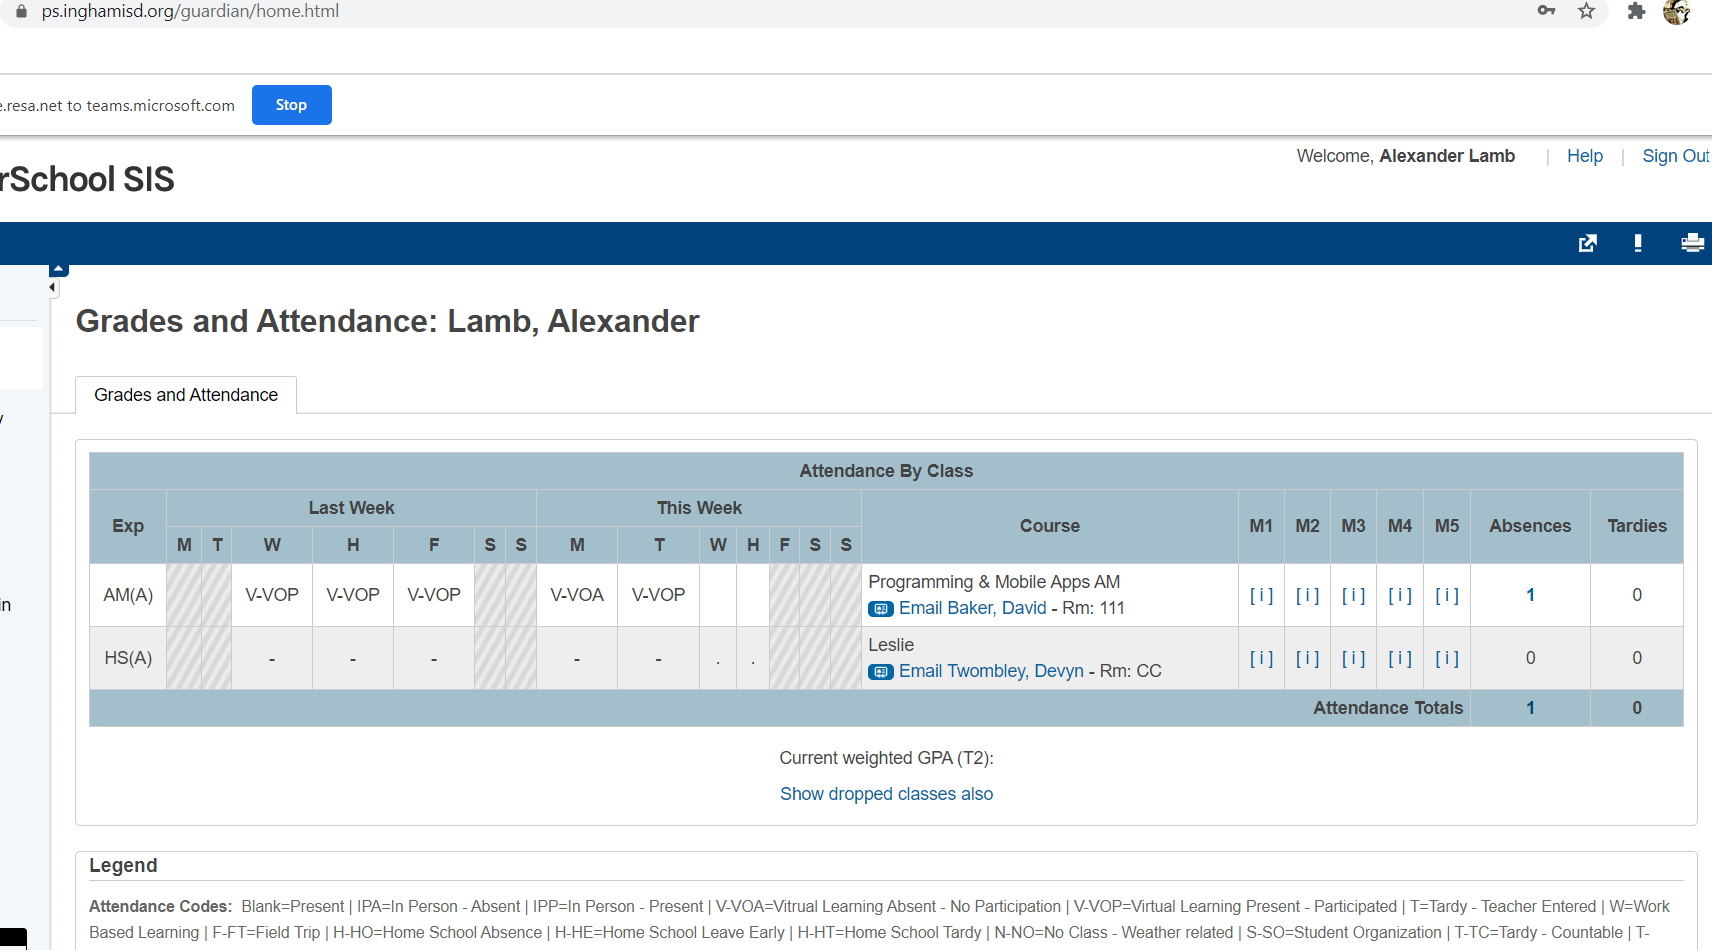 ps.inghamisd.org/guardian/home.html
e.resa.net to teams.microsoft.com Stop
Welcome, Alexander Lamb | Help | Sign Out
rSchool SIS
Grades and Attendance: Lamb, Alexander
Grades and Attendance
Attendance By Class
Exp Last Week This Week Course M1 M2 M3 M4 M5 Absences Tardies
M T W H F S S M T W H F S S
AM(A) V-VOP V-VOP V-VOP V-VOA V-VOP Programming & Mobile Apps AM [ i ] [ i ] [ i ] [ i ] [ i ] 1 0
Email Baker, David - Rm: 111
HS(A) - - - - - . . Leslie [ i ] [ i ] [ i ] [ i ] [ i ] 0 0
Email Twombley, Devyn - Rm: CC
Attendance Totals 1 0
Current weighted GPA (T2):
Show dropped classes also
in
Legend
Attendance Codes: Blank=Present | IPA=In Person - Absent | IPP=In Person - Present | V-VOA=Vitrual Learning Absent - No Participation | V-VOP=Virtual Learning Present - Participated | T=Tardy - Teacher Entered | W=Work
Based Learning | F-FT=Field Trip | H-HO=Home School Absence | H-HE=Home School Leave Early | H-HT=Home School Tardy | N-NO=No Class - Weather related | S-SO=Student Organization | T-TC=Tardy - Countable | T-